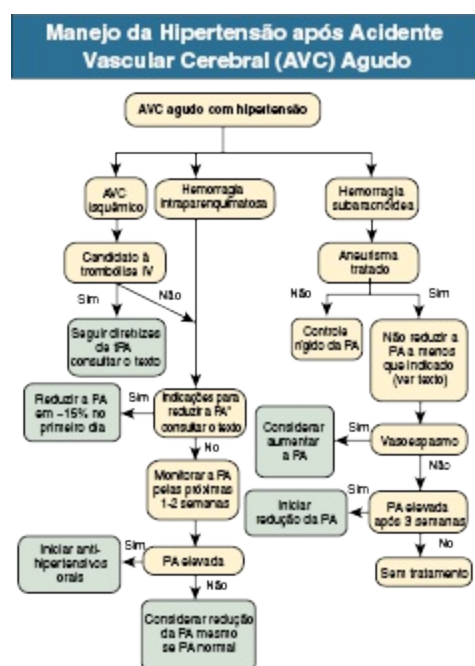 Manejo da Hipertensão após Acidente
Vascular Cerebral (AVC) Agudo
AVC agudo com hipertensão
AVC
isquêmico
Hemorragia
intraparenquimatosa
Hemorragia
subaracnóidea
Candidato à
trombólise IV
Aneurisma
tratado
Sim
Não
Não
Sim
Seguir diretrizes
de tPA
consultar o texto
Controle
rígido da PA
Não reduzir a
PA a menos
que indicado
(ver texto)
Reduzir a PA
em ~15% no
primeiro dia
Sim
Indicações para
reduzir a PA*
consultar o texto
Considerar
aumentar
a PA
Sim
Vasoespasmo
No
Não
Monitorar a PA
pelas próximas
1-2 semanas
Iniciar
redução da PA
Sim
PA elevada
após 3 semanas
Iniciar anti-
hipertensivos
orais
Sim
PA elevada
No
Sem tratamento
Não
Considerar redução
da PA mesmo
se PA normal